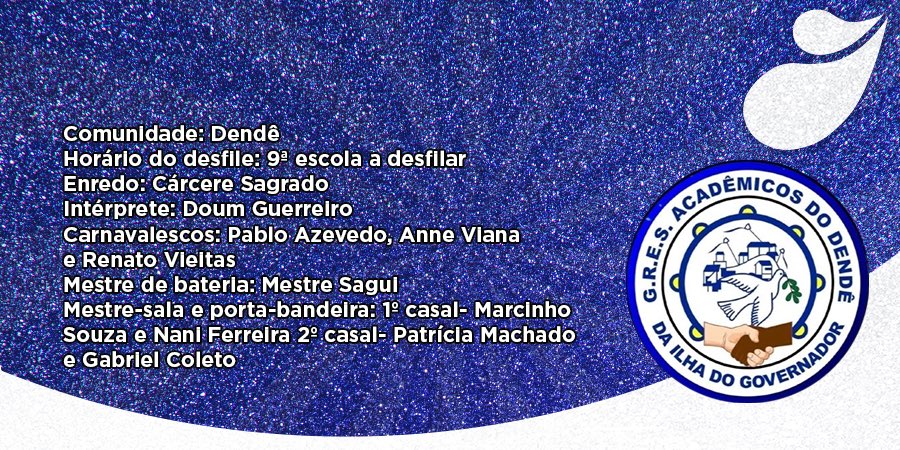 Comunidade: Dendê
Horário do desfile: 9ª escola a desfilar
Enredo: Cárcere Sagrado
Intérprete: Doum Guerreiro
Carnavalescos: Pablo Azevedo, Anne Viana
e Renato Vieitas
Mestre de bateria: Mestre Sagui
Mestre-sala e porta-bandeira: 1º casal- Marcinho
Souza e Nani Ferreira 2º casal- Patrícia Machado
e Gabriel Coleto
G.R.E.S. ACADÊMICOS DO DENDÊ
DA ILHA DO GOVERNADOR